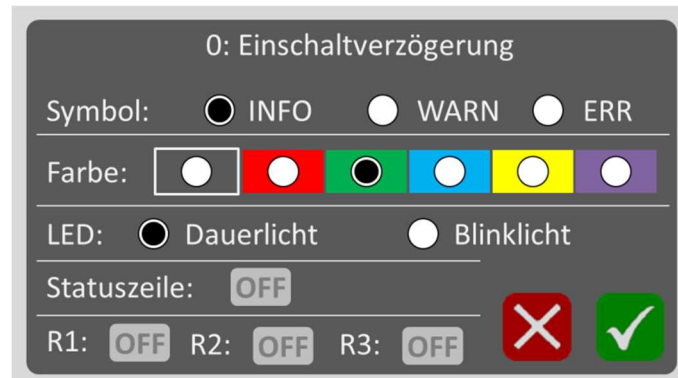 0: Einschaltverzögerung
Symbol: INFO WARN ERR
Farbe:
LED: Dauerlicht Blinklicht
Statuszeile: OFF
R1: OFF R2: OFF R3: OFF